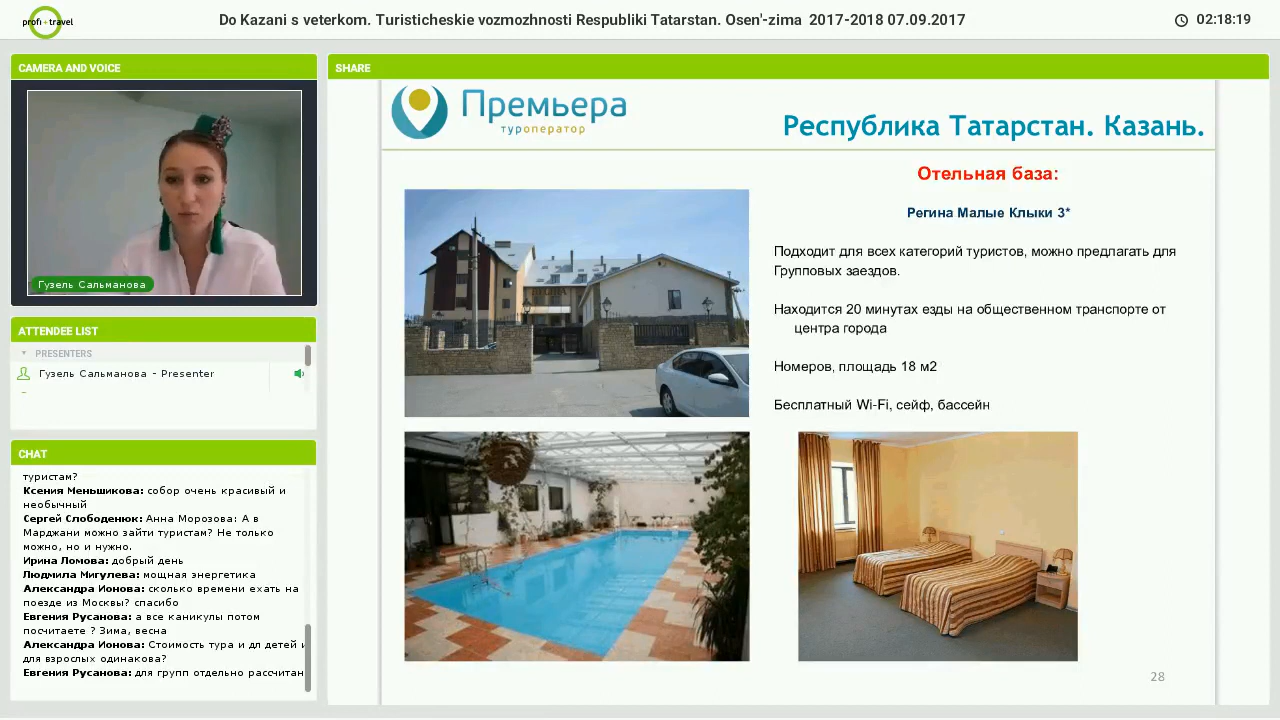 profi travel
Do Kazani s veterkom. Turisticheskie vozmozhnosti Respubliki Tatarstan. Osen'-zima  2017-2018 07.09.2017
02:18:19
CAMERA AND VOICE
Гузель Сальманова
ATTENDEE LIST
PRESENTERS
Гузель Сальманова - Presenter
CHAT
туристам?
Ксения Меньшикова: собор очень красивый и
необычный
Сергей Слободенюк: Анна Морозова: А в
Марджани можно зайти туристам? Не только
можно, но и нужно.
Ирина Ломова: добрый день
Людмила Мигулева: мощная энергетика
Александра Ионова: сколько времени ехать на
поезде из Москвы? спасибо
Евгения Русанова: а все каникулы потом
посчитаете ? Зима, весна
Александра Ионова: Стоимость тура и дл детей и
для взрослых одинакова?
Евгения Русанова: для групп отдельно рассчитан
SHARE
Премьера
туроператор
Республика Татарстан. Казань.
Отельная база:
Регина Малые Клыки 3*
Подходит для всех категорий туристов, можно предлагать для
Групповых заездов.
Находится 20 минутах езды на общественном транспорте от
центра города
Номеров, площадь 18 м2
Бесплатный Wi-Fi, сейф, бассейн
28